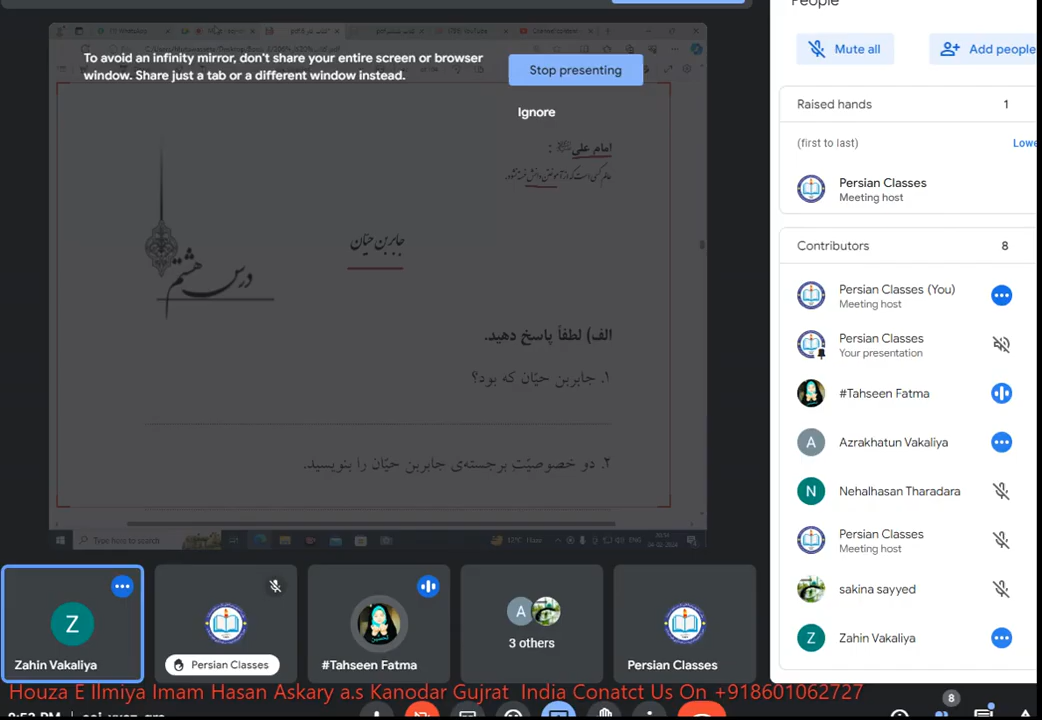 People
To avoid an infinity mirror, don't share your entire screen or browser
window. Share just a tab or a different window instead.
Stop presenting
Ignore
Mute all
Add people
Raised hands 1
(first to last) Lowe
Persian Classes
Meeting host
Contributors 8
Persian Classes (You)
Meeting host
Persian Classes
Your presentation
#Tahseen Fatma
A Azrakhatun Vakaliya
N Nehalhasan Tharadara
Persian Classes
Meeting host
sakina sayyed
Z Zahin Vakaliya
امام علی :
جابربن حیّان
درس هشتم
الف) لطفاً پاسخ دهید.
۱. جابربن حیّان که بود؟
۲. دو خصوصیّت برجسته‌ی جابربن حیّان را بنویسید.
Type here to search
Z
Zahin Vakaliya
Persian Classes
#Tahseen Fatma
A
3 others
Persian Classes
Houza E Ilmiya Imam Hasan Askary a.s Kanodar Gujrat India Conatct Us On +918601062727
8